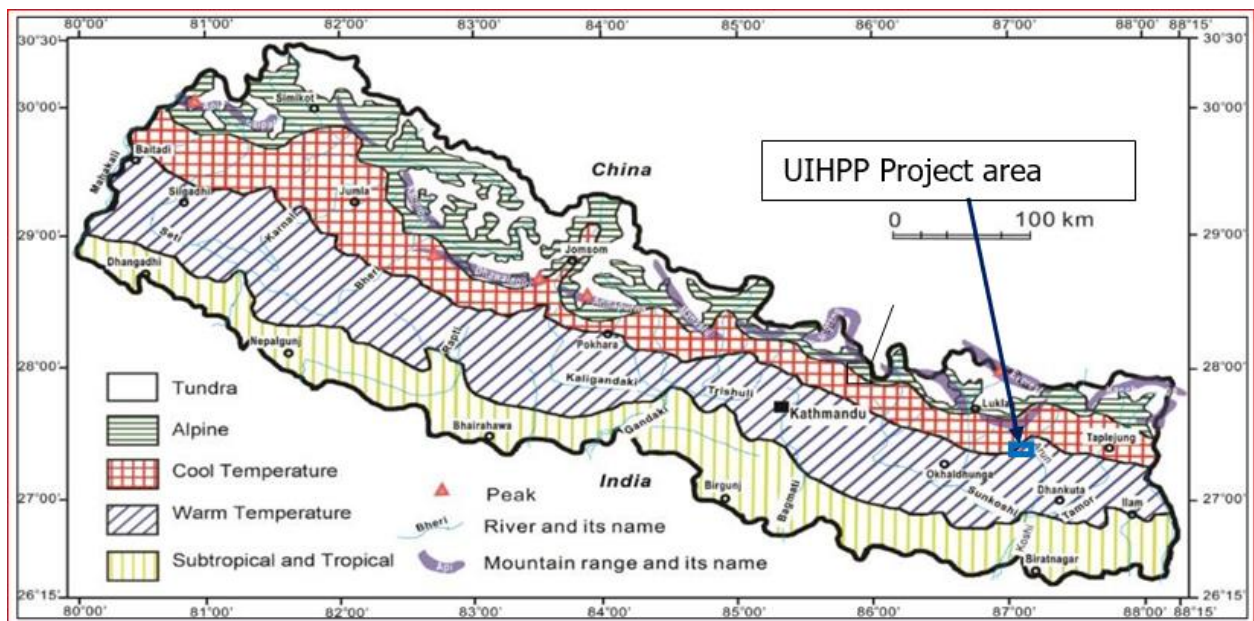 80°00' 81°00' 82°00' 83°00' 84°00' 85°00' 86°00' 87°00' 88°00' 88°15'
30°30' 30°30'
30°00' 30°00'
29°00' 29°00'
28°00' 28°00'
27°00' 27°00'
26°15' 26°15'
Simikot
Mahakali
Baitadi
Silgadhi
Jumla
China
UIHPP Project area
0 100 km
Seti
Karnali
Dhangadhi
Bheri
Jomsom
Nepalgunj
Rapti
Pokhara
Kaligandaki
Trishuli
Kathmandu
Lukla
Taplejung
Arun
Bhairahawa
Gandaki
Okhaldhunga
Sunkoshi
Dhankuta
Tamor
Ilam
India
Birgunj
Bagmati
Koshi
Biratnagar
Tundra
Alpine
Cool Temperature
Warm Temperature
Subtropical and Tropical
Peak
Bheri
River and its name
Api
Mountain range and its name
80°00' 81°00' 82°00' 83°00' 84°00' 85°00' 86°00' 87°00' 88°00' 88°15'